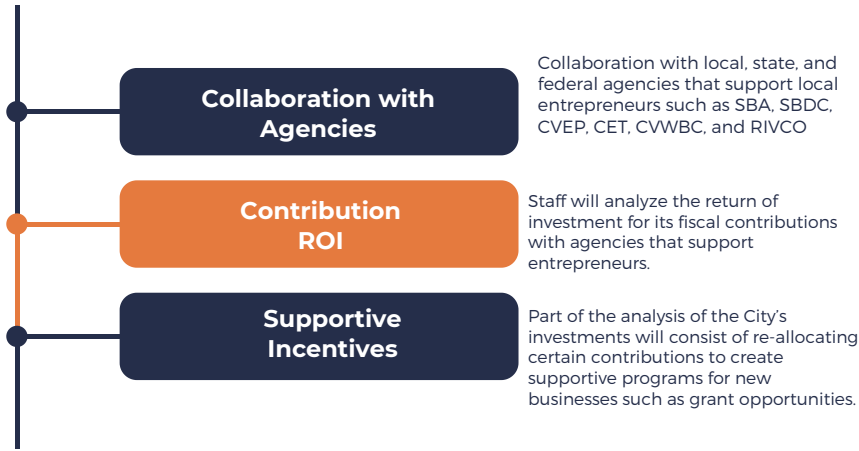 Collaboration with
Agencies
Collaboration with local, state, and
federal agencies that support local
entrepreneurs such as SBA, SBDC,
CVEP, CET, CVWBC, and RIVCO
Contribution
ROI
Staff will analyze the return of
investment for its fiscal contributions
with agencies that support
entrepreneurs.
Supportive
Incentives
Part of the analysis of the City's
investments will consist of re-allocating
certain contributions to create
supportive programs for new
businesses such as grant opportunities.